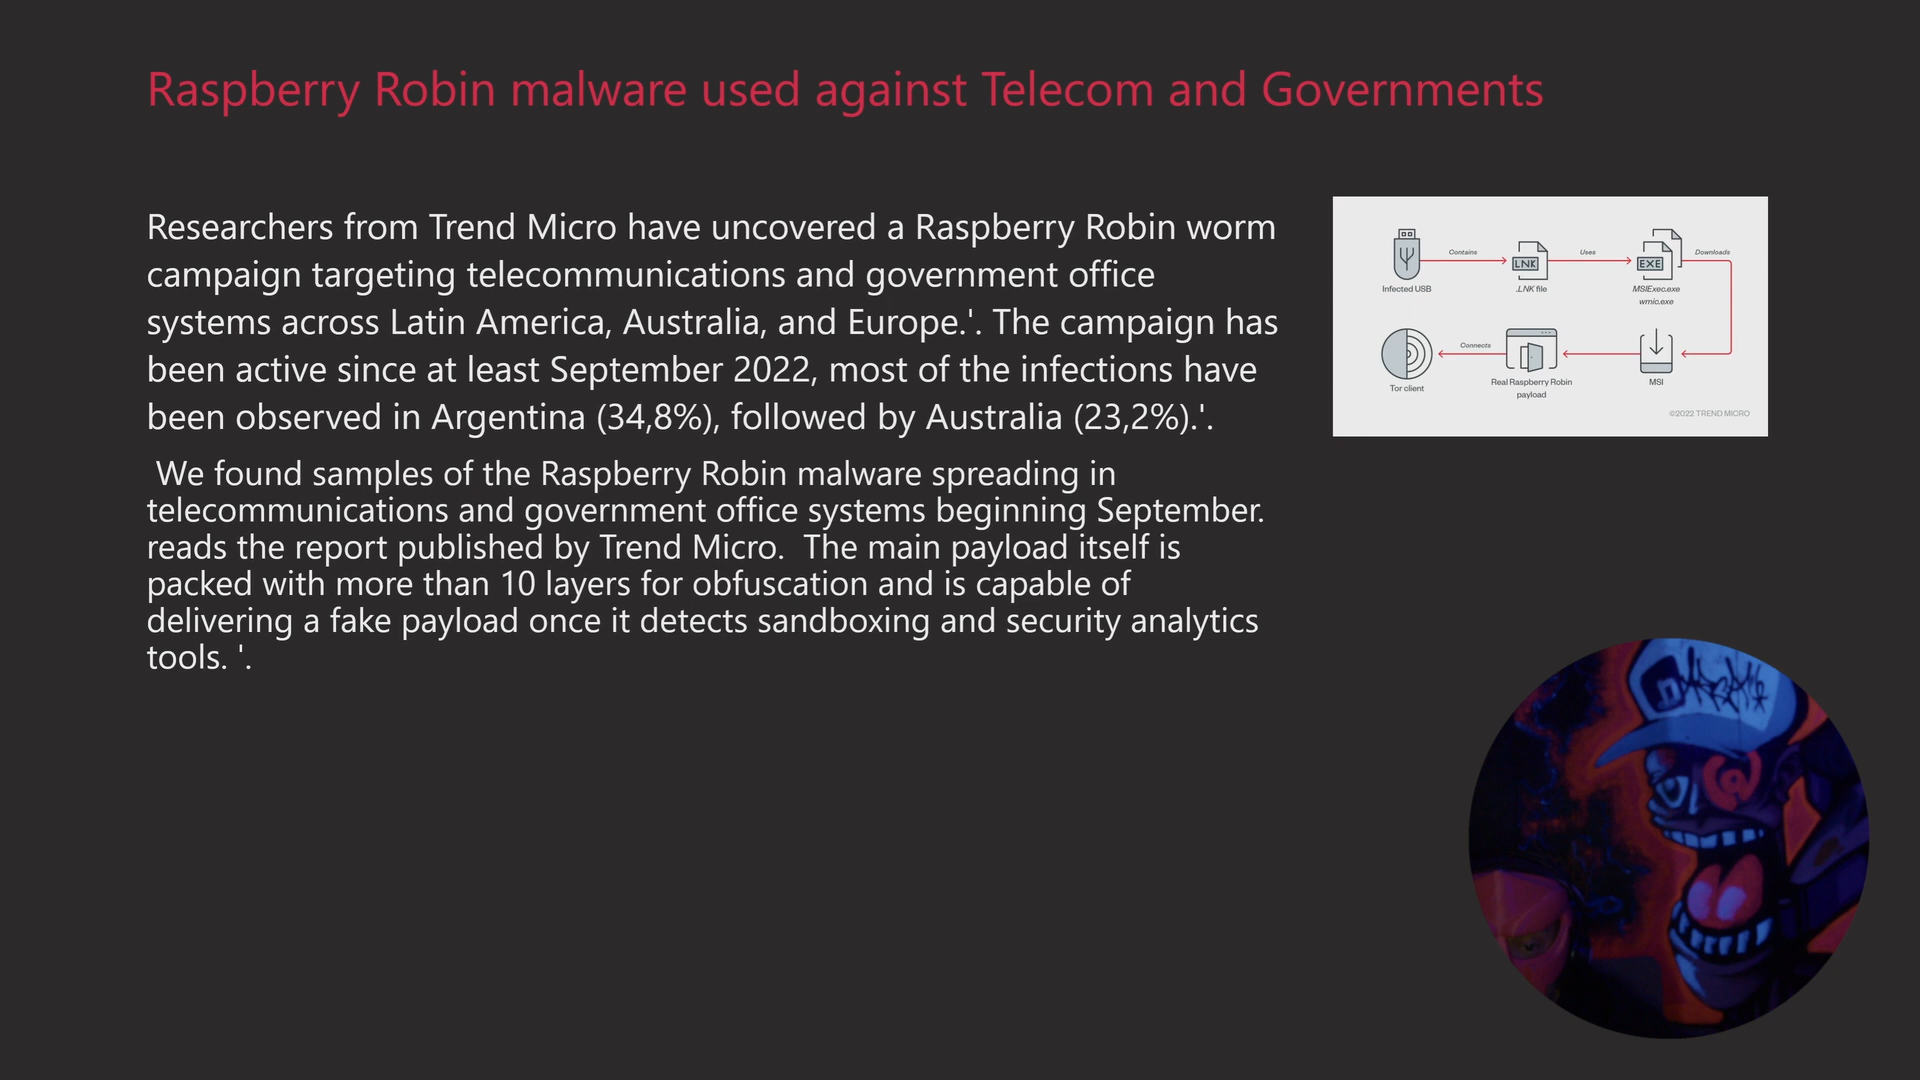 Raspberry Robin malware used against Telecom and Governments
Researchers from Trend Micro have uncovered a Raspberry Robin worm
campaign targeting telecommunications and government office
systems across Latin America, Australia, and Europe.'. The campaign has
been active since at least September 2022, most of the infections have
been observed in Argentina (34,8%), followed by Australia (23,2%).'.
We found samples of the Raspberry Robin malware spreading in
telecommunications and government office systems beginning September.
reads the report published by Trend Micro.  The main payload itself is
packed with more than 10 layers for obfuscation and is capable of
delivering a fake payload once it detects sandboxing and security analytics
tools. '.
Contains
Uses
Downloads
LNK
EXE
Infected USB
.LNK file
MSIExec.exe
wmic.exe
Connects
Tor client
Real Raspberry Robin
payload
MSI
©2022 TREND MICRO